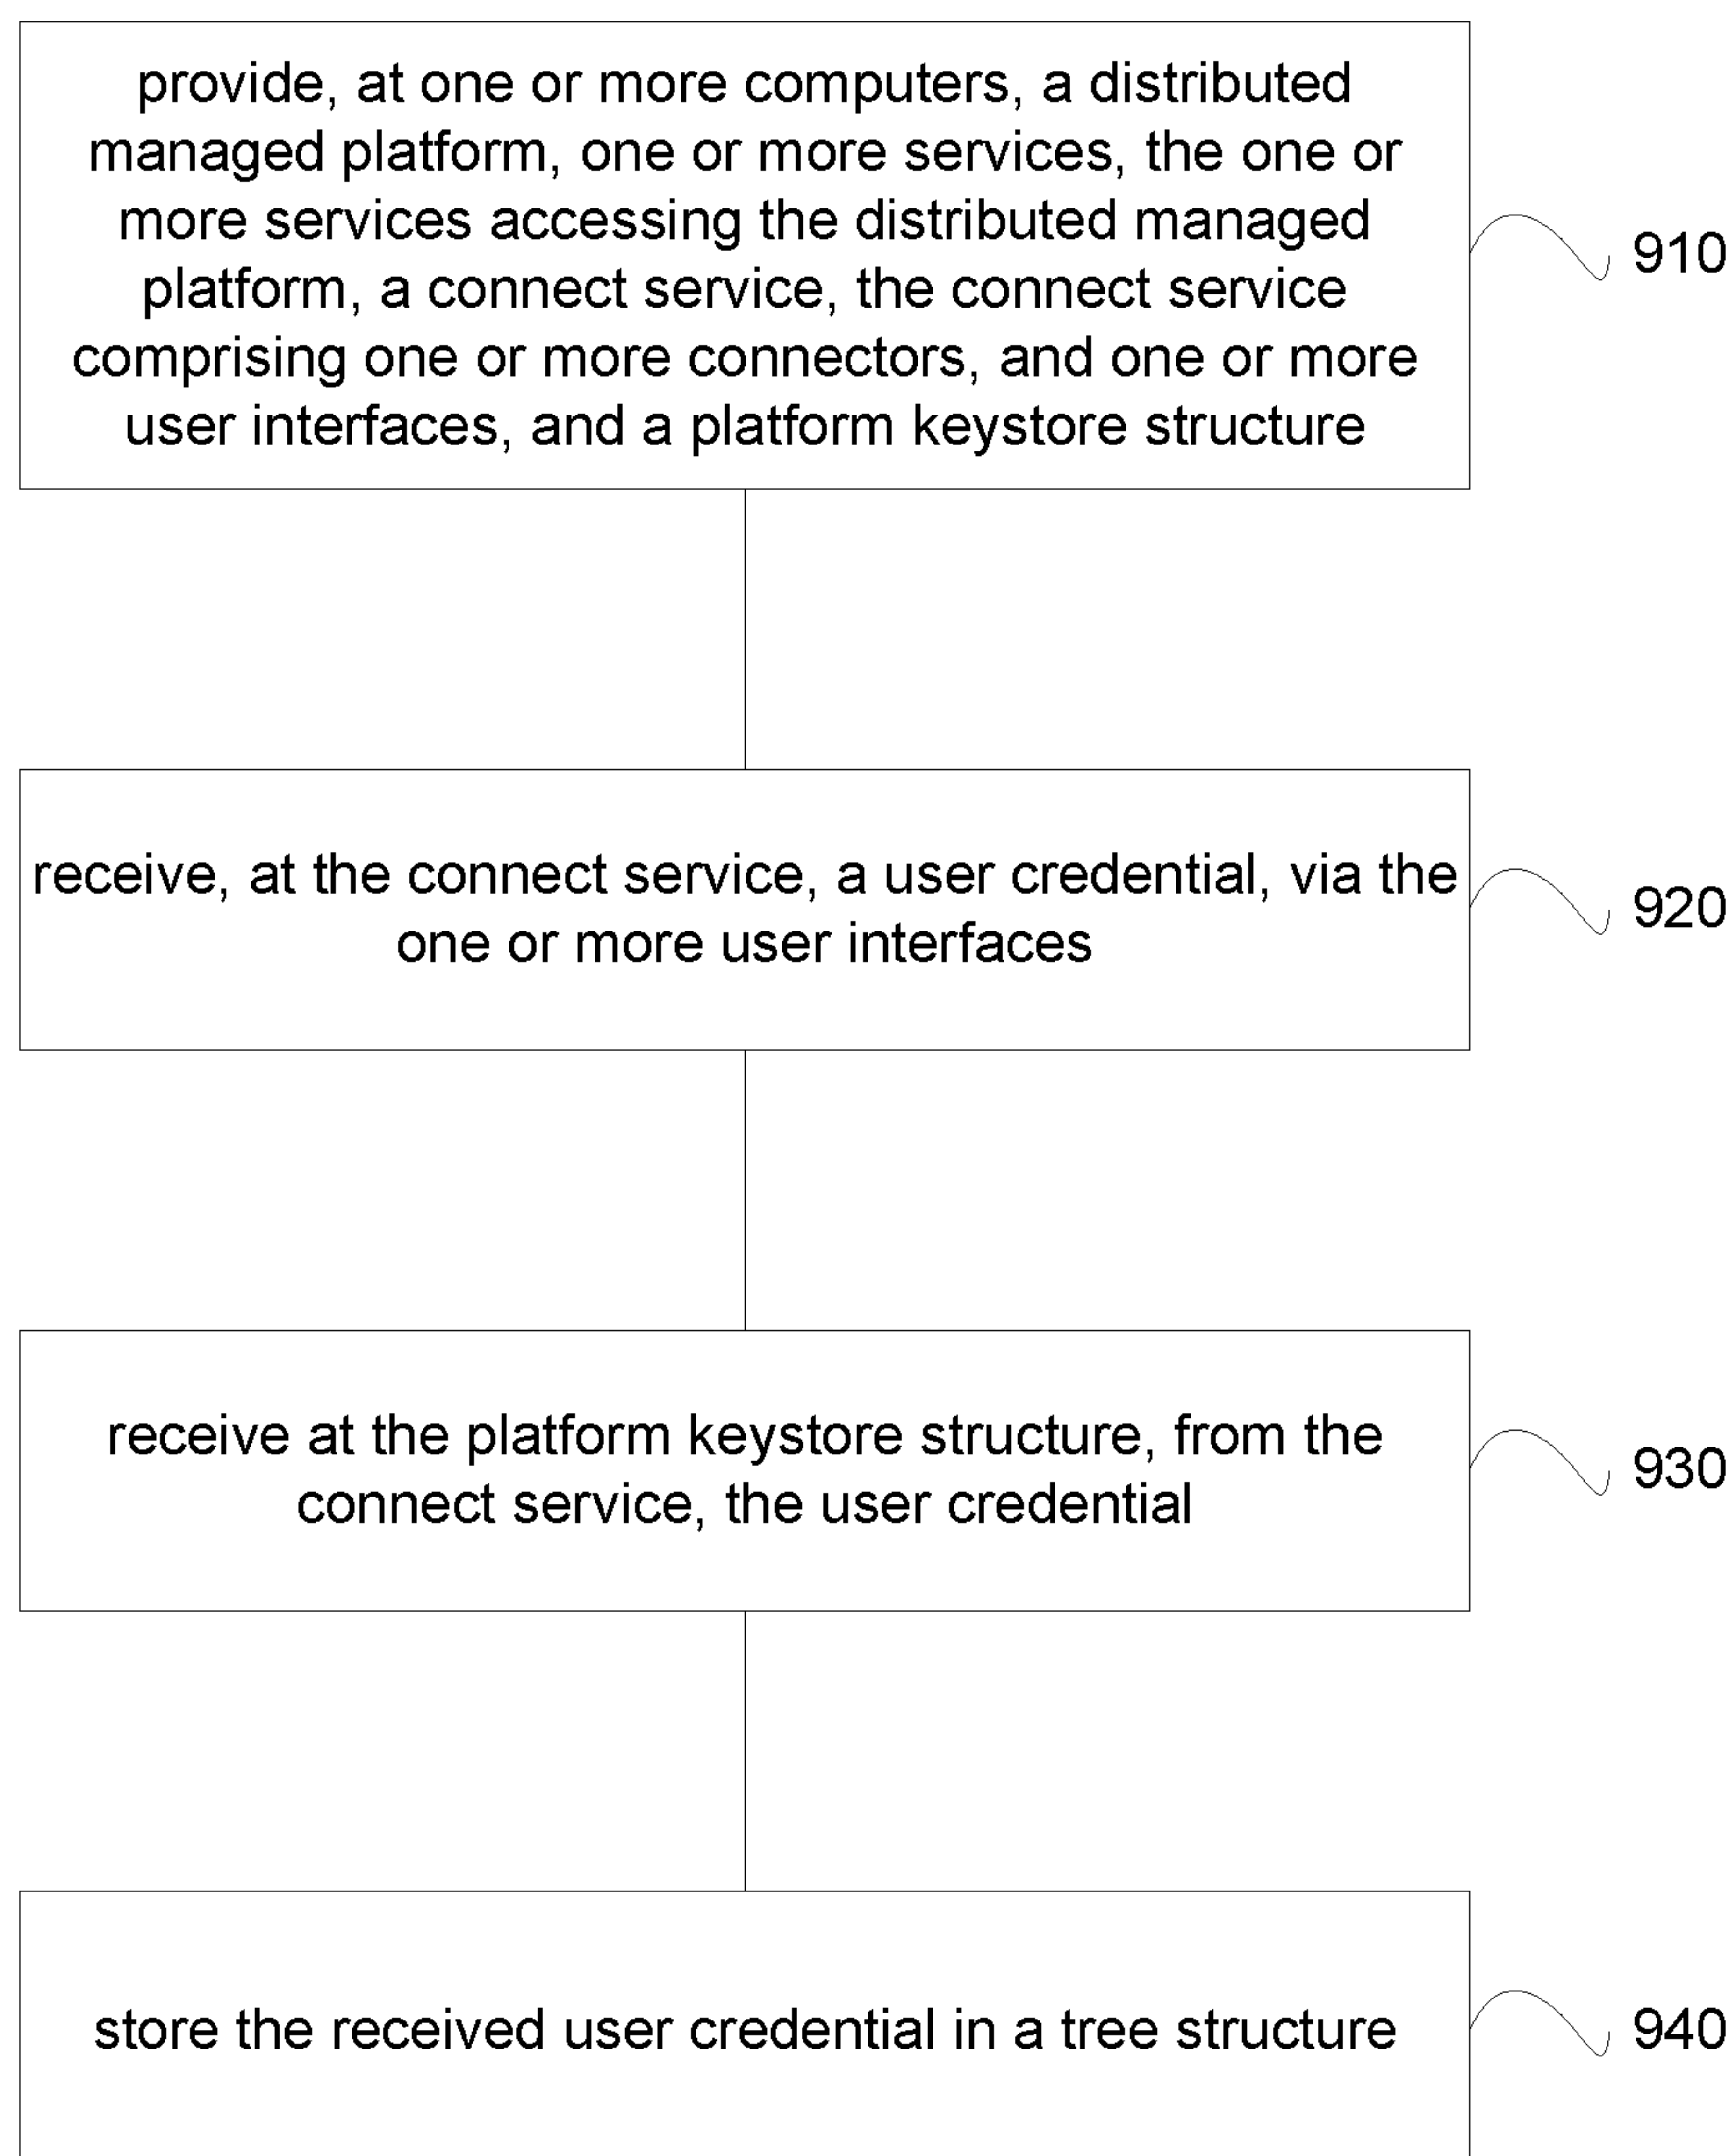 provide, at one or more computers, a distributed
managed platform, one or more services, the one or
more services accessing the distributed managed
platform, a connect service, the connect service
comprising one or more connectors, and one or more
user interfaces, and a platform keystore structure
910
receive, at the connect service, a user credential, via the
one or more user interfaces
920
receive at the platform keystore structure, from the
connect service, the user credential
930
store the received user credential in a tree structure
940